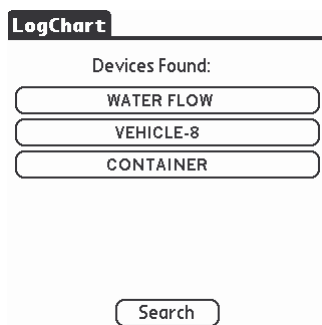 LogChart
Devices Found:
WATER FLOW
VEHICLE-8
CONTAINER
Search